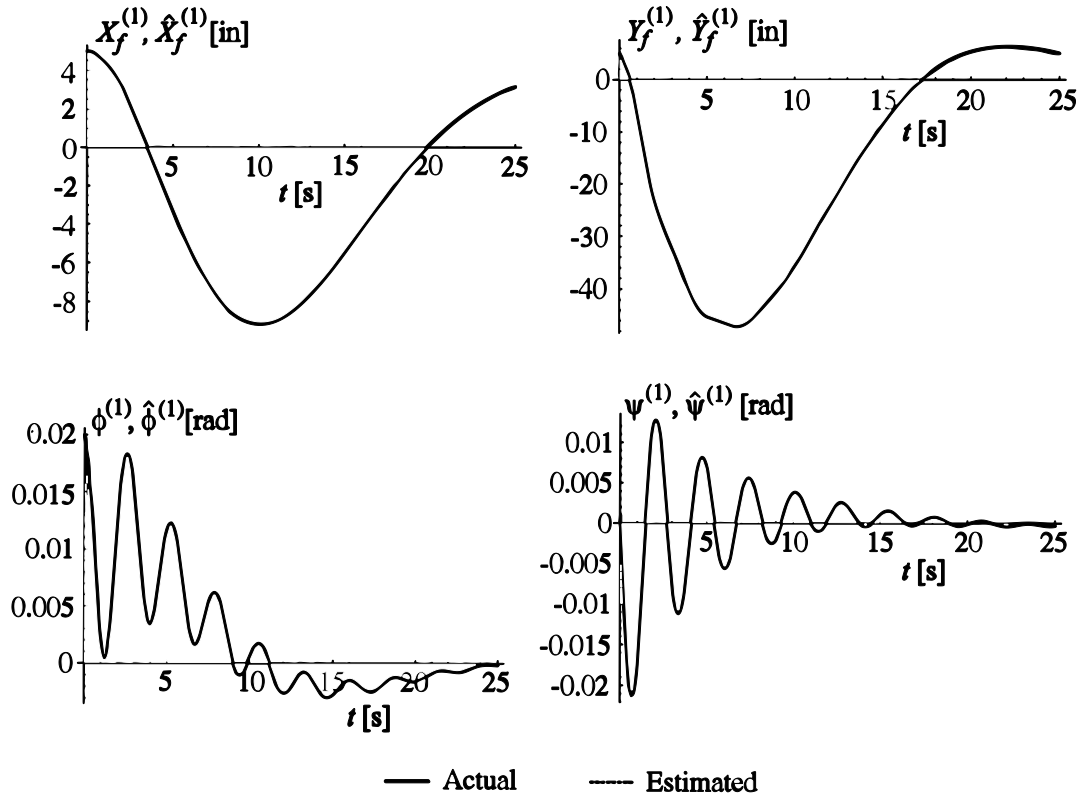 X_f^(1), X̂_f^(1) [in]
4
2
0
-2
-4
-6
-8
5 10 15 20 25
t [s]
Y_f^(1), Ŷ_f^(1) [in]
0
-10
-20
-30
-40
5 10 15 20 25
t [s]
ϕ^(1), ϕ̂^(1) [rad]
0.02
0.015
0.01
0.005
0
5 10 15 20 25
t [s]
ψ^(1), ψ̂^(1) [rad]
0.01
0.005
0
-0.005
-0.01
-0.015
-0.02
5 10 15 20 25
t [s]
Actual Estimated